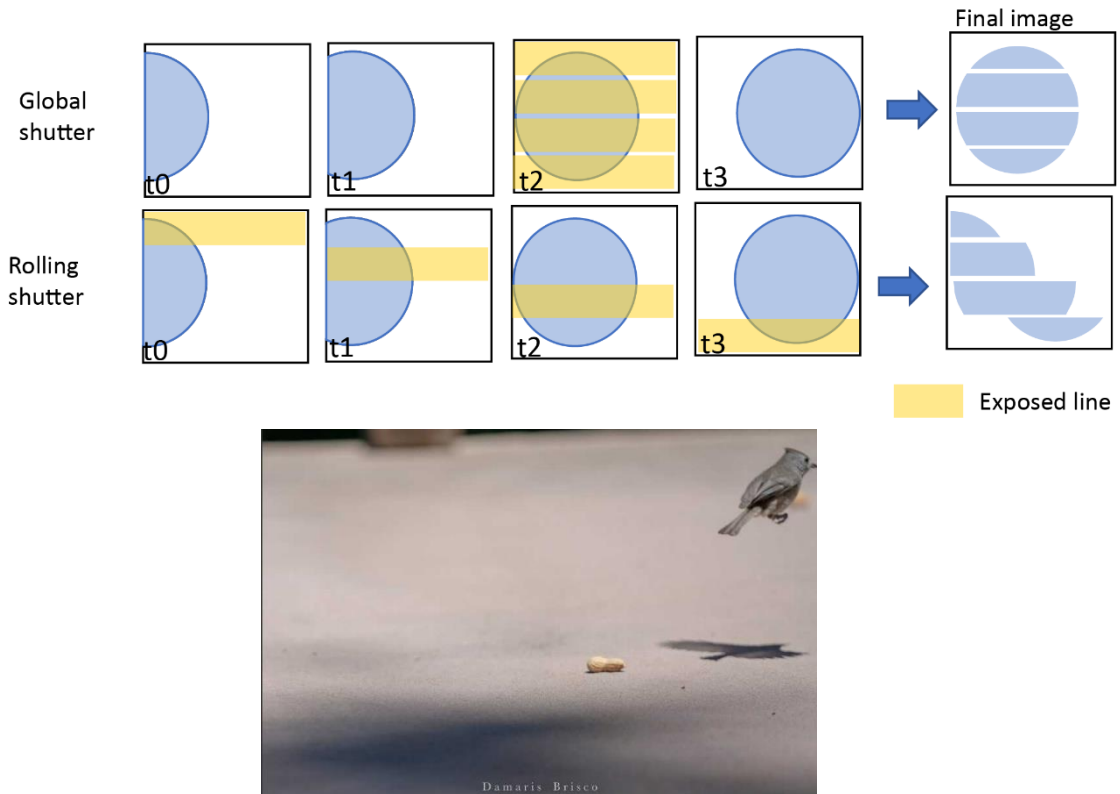 Final image
Global
shutter
t0
t1
t2
t3
Rolling
shutter
t0
t1
t2
t3
Exposed line
Damaris Brisco